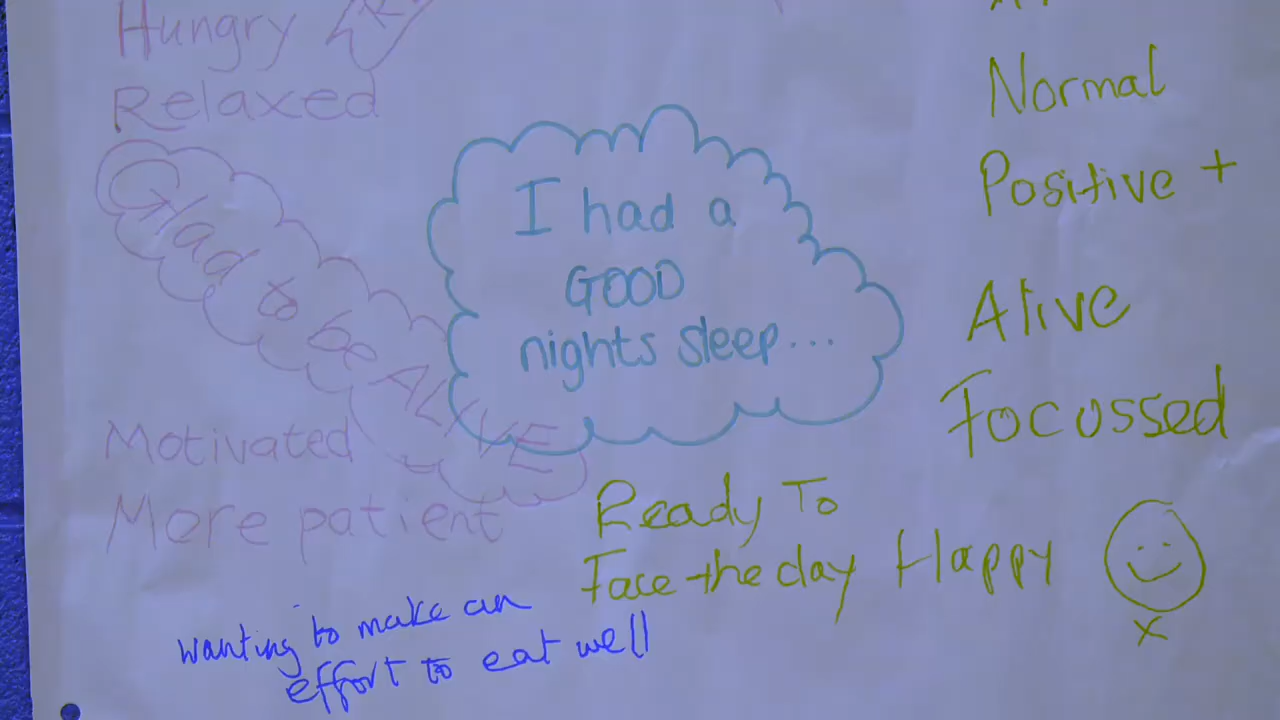 Hungry
Relaxed
Glad to be ALIVE
Motivated
More patient
I had a
GOOD
nights sleep...
Normal
Positive +
Alive
Focussed
Ready To
Face the day
Happy
x
wanting to make an
effort to eat well